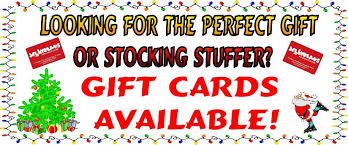 LOOKING FOR THE PERFECT GIFT
OR STOCKING STUFFER?
GIFT CARDS
AVAILABLE!